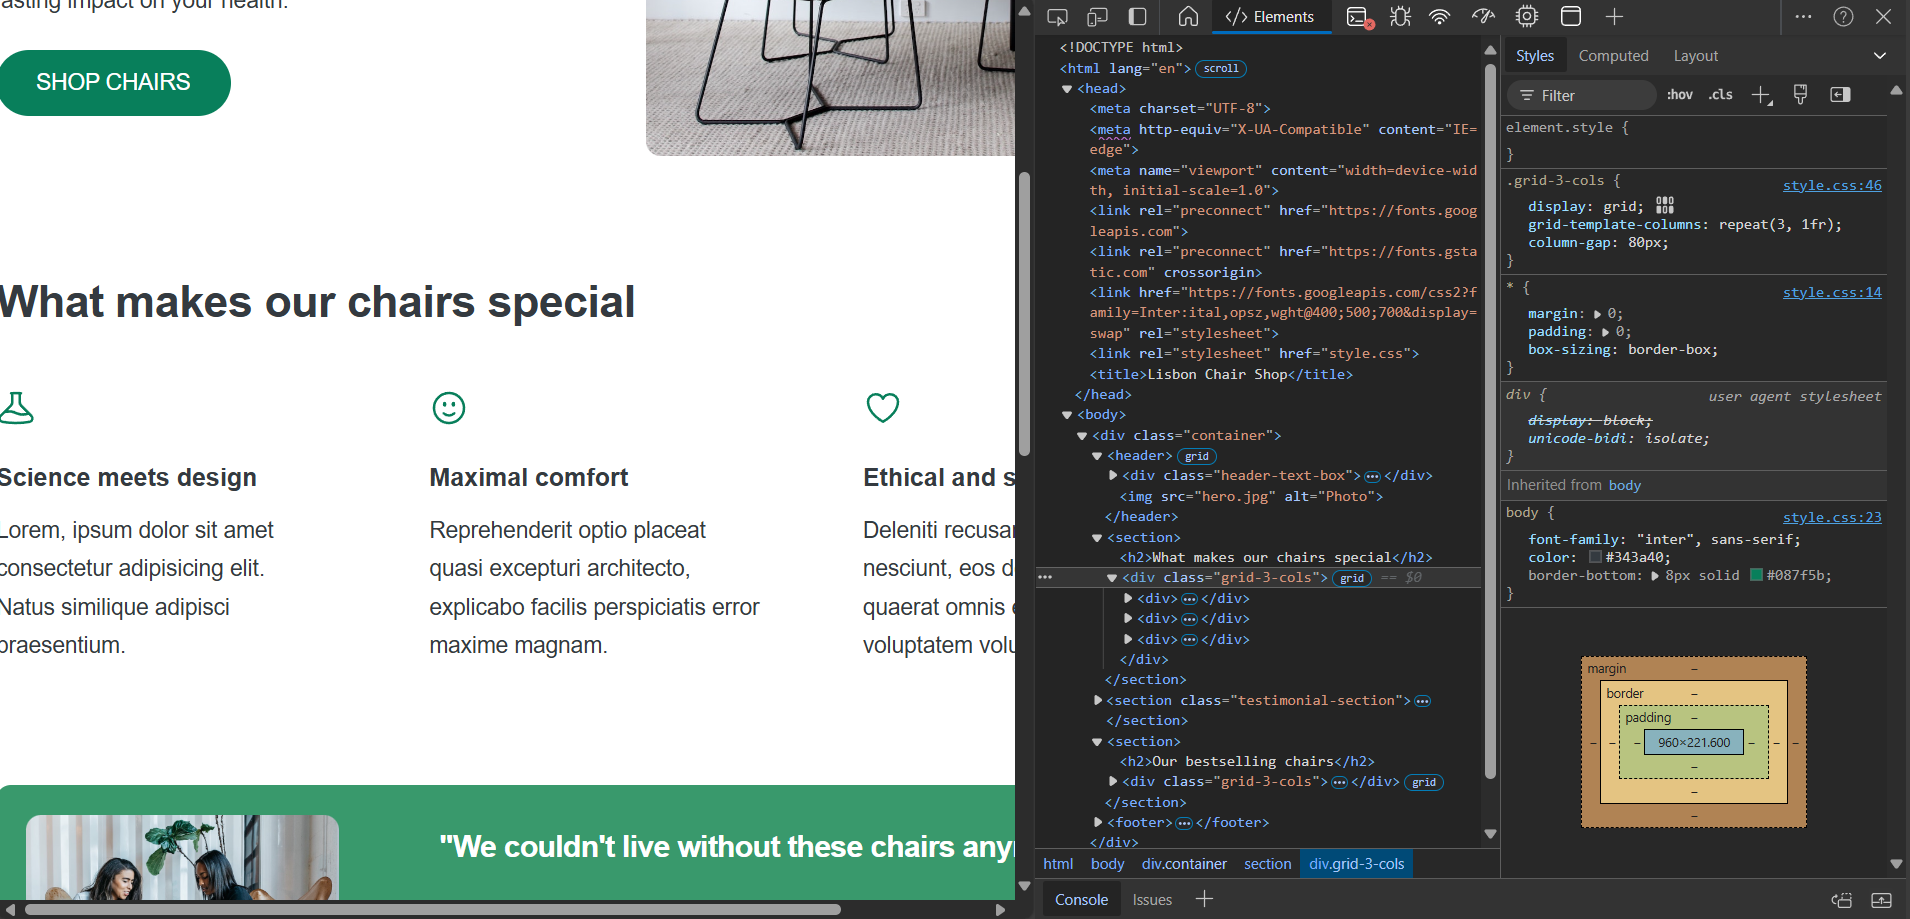 lasting impact on your health.
SHOP CHAIRS
What makes our chairs special
Science meets design
Lorem, ipsum dolor sit amet
consectetur adipisicing elit.
Natus similique adipisci
praesentium.
Maximal comfort
Reprehenderit optio placeat
quasi excepturi architecto,
explicabo facilis perspiciatis error
maxime magnam.
Ethical and s
Deleniti recusa
nesciunt, eos d
quaerat omnis
voluptatem volu
"We couldn't live without these chairs any
Elements
<!DOCTYPE html>
<html lang="en"> scroll
<head>
<meta charset="UTF-8">
<meta http-equiv="X-UA-Compatible" content="IE=
edge">
<meta name="viewport" content="width=device-wid
th, initial-scale=1.0">
<link rel="preconnect" href="https://fonts.goog
leapis.com">
<link rel="preconnect" href="https://fonts.gsta
tic.com" crossorigin>
<link href="https://fonts.googleapis.com/css2?f
amily=Inter:ital,opsz,wght@400;500;700&display=
swap" rel="stylesheet">
<link rel="stylesheet" href="style.css">
<title>Lisbon Chair Shop</title>
</head>
<body>
<div class="container">
<header> grid
<div class="header-text-box">…</div>
<img src="hero.jpg" alt="Photo">
</header>
<section>
<h2>What makes our chairs special</h2>
… <div class="grid-3-cols"> grid == $0
<div>…</div>
<div>…</div>
<div>…</div>
</div>
</section>
<section class="testimonial-section">…
</section>
<section>
<h2>Our bestselling chairs</h2>
<div class="grid-3-cols">…</div> grid
</section>
<footer>…</footer>
</div>
html body div.container section div.grid-3-cols
Console Issues
Styles Computed Layout
Filter :hov .cls
element.style {
}
.grid-3-cols { style.css:46
display: grid;
grid-template-columns: repeat(3, 1fr);
column-gap: 80px;
}
* { style.css:14
margin: 0;
padding: 0;
box-sizing: border-box;
}
div { user agent stylesheet
display: block;
unicode-bidi: isolate;
}
Inherited from body
body { style.css:23
font-family: "inter", sans-serif;
color: #343a40;
border-bottom: 8px solid #087f5b;
}
margin –
border –
padding –
– – – 960×221.600 – – –
–
–
–